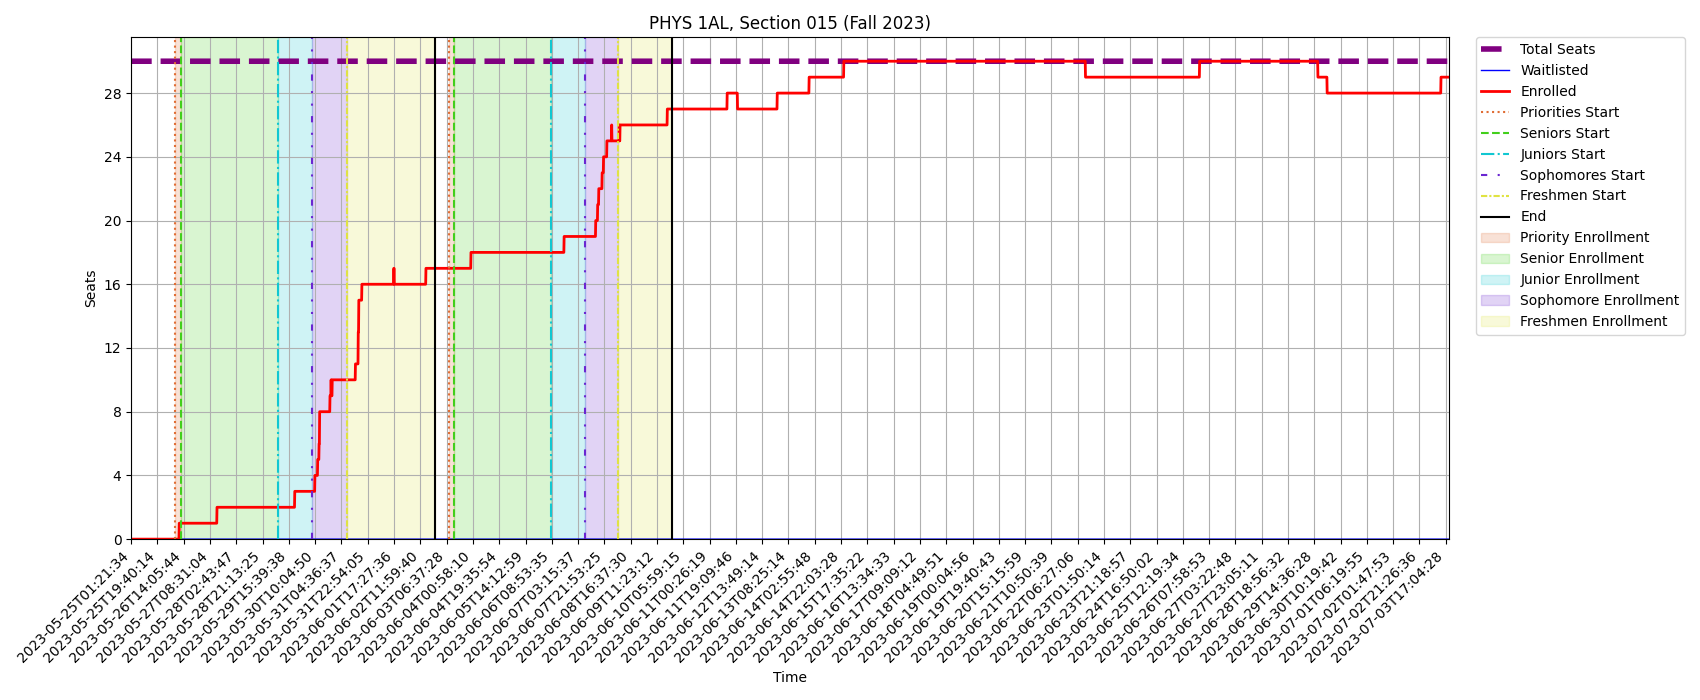 PHYS 1AL, Section 015 (Fall 2023)
Seats
28
24
20
16
12
8
4
0
2023-05-25T01:21:34
2023-05-25T19:40:14
2023-05-26T14:05:44
2023-05-27T08:31:04
2023-05-28T02:43:47
2023-05-28T21:13:25
2023-05-29T15:39:38
2023-05-30T10:04:50
2023-05-31T04:36:37
2023-05-31T22:54:05
2023-06-01T17:27:36
2023-06-02T11:59:40
2023-06-03T06:37:28
2023-06-04T00:58:10
2023-06-04T19:35:54
2023-06-05T14:12:59
2023-06-06T08:53:35
2023-06-07T03:15:37
2023-06-07T21:53:25
2023-06-08T16:37:30
2023-06-09T11:23:12
2023-06-10T05:59:15
2023-06-11T00:26:19
2023-06-11T19:09:46
2023-06-12T13:49:14
2023-06-13T08:25:14
2023-06-14T02:55:48
2023-06-14T22:03:28
2023-06-15T17:35:22
2023-06-16T13:34:33
2023-06-17T09:09:12
2023-06-18T04:49:51
2023-06-19T00:04:56
2023-06-19T19:40:43
2023-06-20T15:15:59
2023-06-21T10:50:39
2023-06-22T06:27:06
2023-06-23T01:50:14
2023-06-23T21:18:57
2023-06-24T16:50:02
2023-06-25T12:19:34
2023-06-26T07:58:53
2023-06-27T03:22:48
2023-06-27T23:05:11
2023-06-28T18:56:32
2023-06-29T14:36:28
2023-06-30T10:19:42
2023-07-01T06:19:55
2023-07-02T01:47:53
2023-07-02T21:26:36
2023-07-03T17:04:28
Time
Total Seats
Waitlisted
Enrolled
Priorities Start
Seniors Start
Juniors Start
Sophomores Start
Freshmen Start
End
Priority Enrollment
Senior Enrollment
Junior Enrollment
Sophomore Enrollment
Freshmen Enrollment